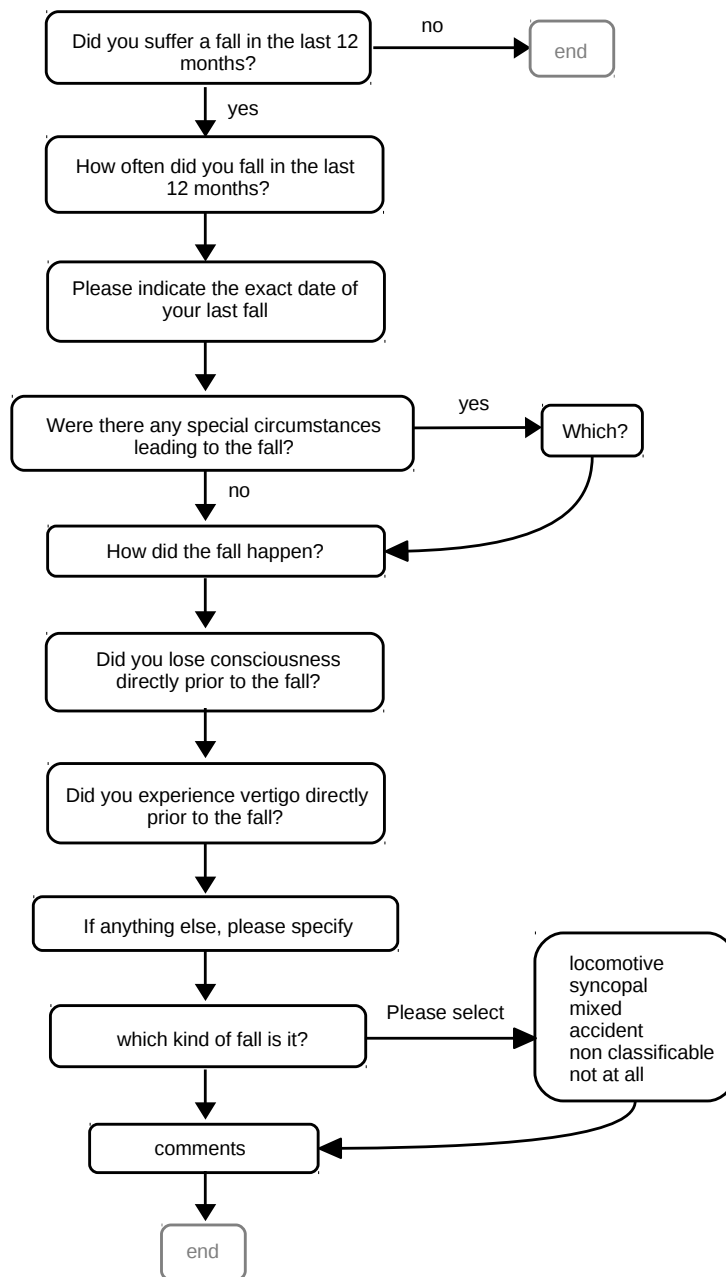 Did you suffer a fall in the last 12
months?
no
end
yes
How often did you fall in the last
12 months?
Please indicate the exact date of
your last fall
Were there any special circumstances
leading to the fall?
yes
Which?
no
How did the fall happen?
Did you lose consciousness
directly prior to the fall?
Did you experience vertigo directly
prior to the fall?
If anything else, please specify
which kind of fall is it?
Please select
locomotive
syncopal
mixed
accident
non classificable
not at all
comments
end